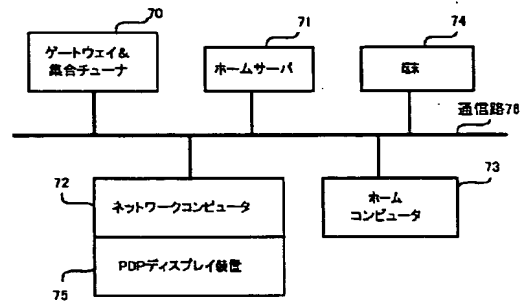 70
ゲートウェイ&
集合チューナ
71
ホームサーバ
74
端末
通信路76
72
ネットワークコンピュータ
73
ホーム
コンピュータ
PDPディスプレイ装置
75